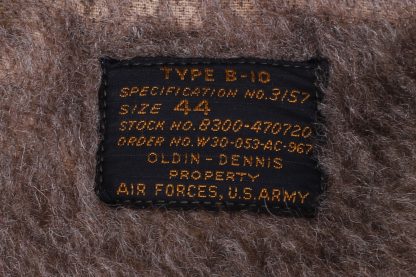 TYPE B-10
SPECIFICATION NO. 3157
SIZE 44
STOCK NO. 8300-470720
ORDER NO. W30-053-AC-967
OLDIN - DENNIS
PROPERTY
AIR FORCES, U.S. ARMY